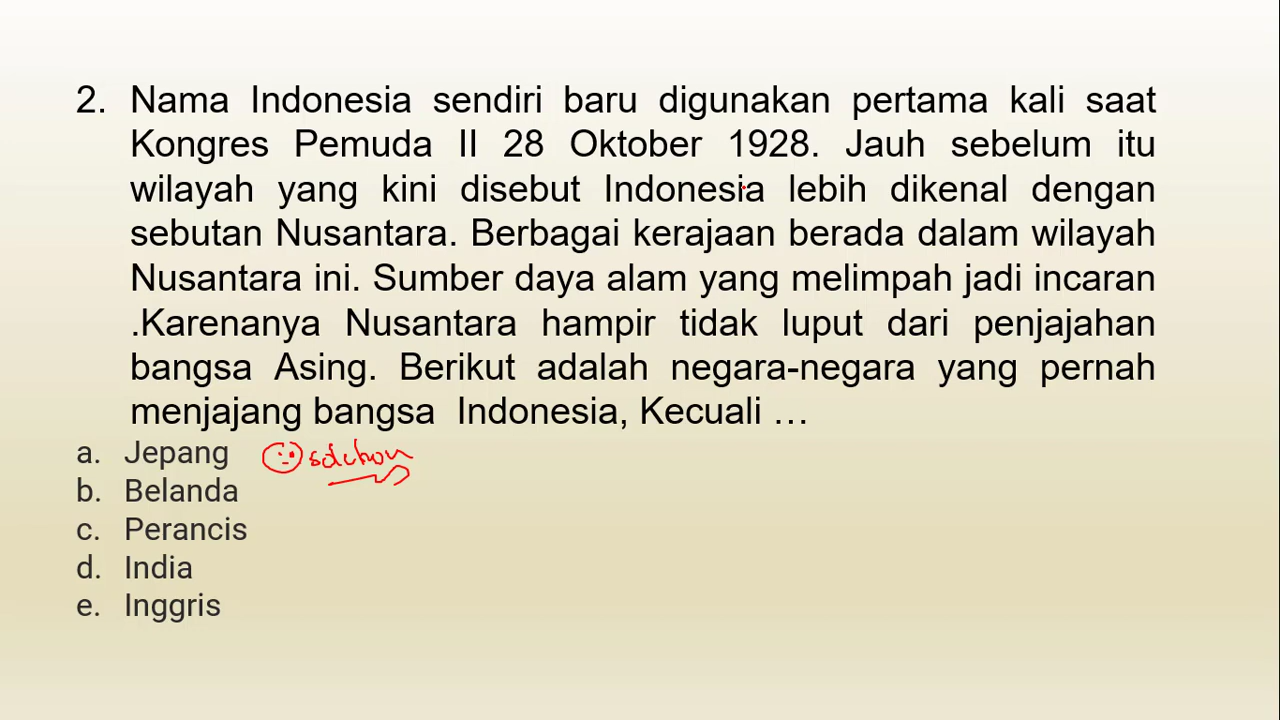 2. Nama Indonesia sendiri baru digunakan pertama kali saat
Kongres Pemuda II 28 Oktober 1928. Jauh sebelum itu
wilayah yang kini disebut Indonesia lebih dikenal dengan
sebutan Nusantara. Berbagai kerajaan berada dalam wilayah
Nusantara ini. Sumber daya alam yang melimpah jadi incaran
.Karenanya Nusantara hampir tidak luput dari penjajahan
bangsa Asing. Berikut adalah negara-negara yang pernah
menjajang bangsa Indonesia, Kecuali …
a. Jepang
b. Belanda
c. Perancis
d. India
e. Inggris